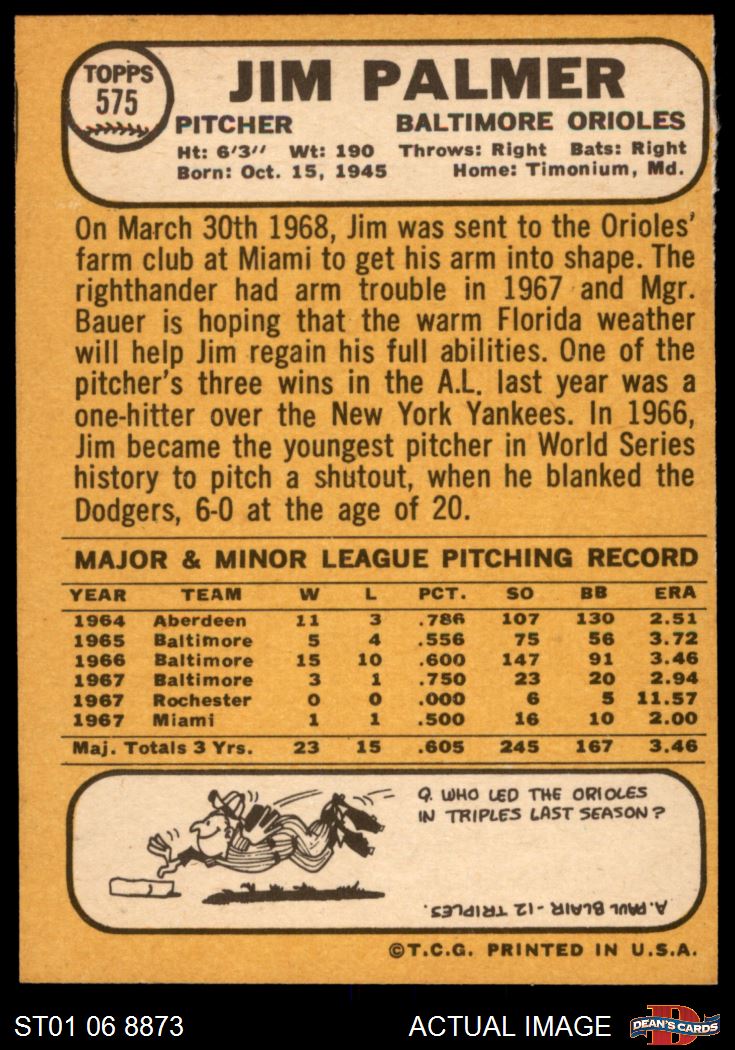 TOPPS
575
JIM PALMER
PITCHER BALTIMORE ORIOLES
Ht: 6'3" Wt: 190 Throws: Right Bats: Right
Born: Oct. 15, 1945 Home: Timonium, Md.
On March 30th 1968, Jim was sent to the Orioles'
farm club at Miami to get his arm into shape. The
righthander had arm trouble in 1967 and Mgr.
Bauer is hoping that the warm Florida weather
will help Jim regain his full abilities. One of the
pitcher's three wins in the A.L. last year was a
one-hitter over the New York Yankees. In 1966,
Jim became the youngest pitcher in World Series
history to pitch a shutout, when he blanked the
Dodgers, 6-0 at the age of 20.
MAJOR & MINOR LEAGUE PITCHING RECORD
YEAR TEAM W L PCT. SO BB ERA
1964 Aberdeen 11 3 .786 107 130 2.51
1965 Baltimore 5 4 .556 75 56 3.72
1966 Baltimore 15 10 .600 147 91 3.46
1967 Baltimore 3 1 .750 23 20 2.94
1967 Rochester 0 0 .000 6 5 11.57
1967 Miami 1 1 .500 16 10 2.00
Maj. Totals 3 Yrs. 23 15 .605 245 167 3.46
Q. WHO LED THE ORIOLES
IN TRIPLES LAST SEASON?
A. PAUL BLAIR-12 TRIPLES.
©T.C.G. PRINTED IN U.S.A.
ST01 06 8873 ACTUAL IMAGE
D
DEAN'S CARDS